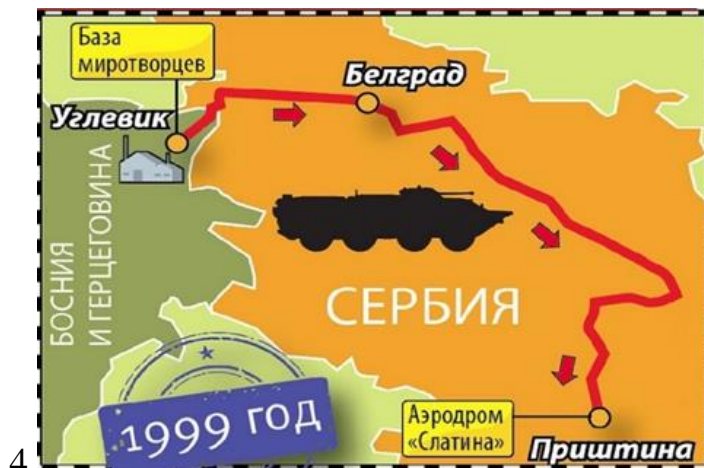 База
миротворцев
Белград
Углевик
БОСНИЯ
И ГЕРЦЕГОВИНА
СЕРБИЯ
1999 ГОД
Аэродром
«Слатина»
Приштина
4